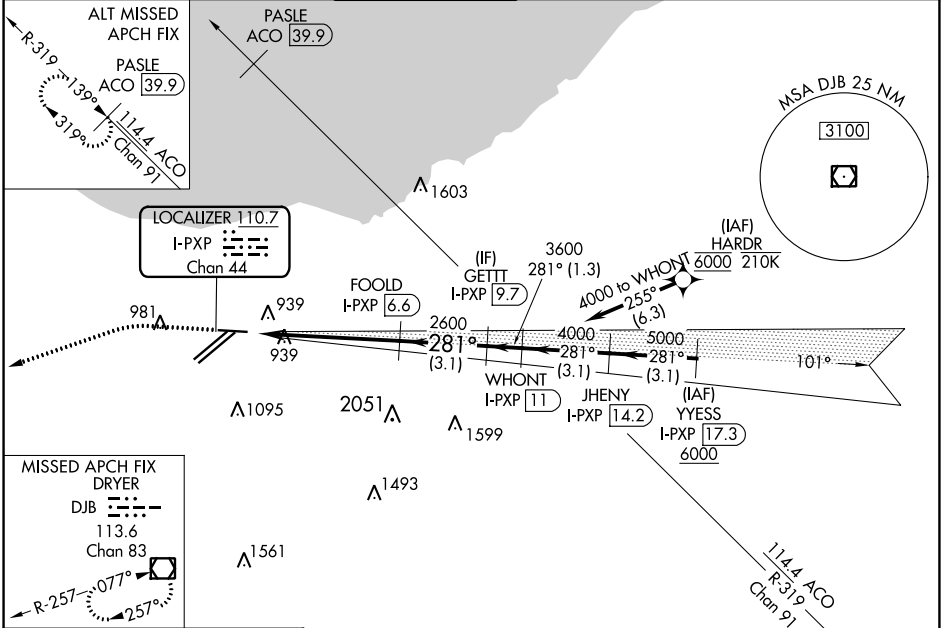 ALT MISSED
APCH FIX
PASLE
ACO 39.9
R-319
139°
319°
114.4 ACO
Chan 91
PASLE
ACO 39.9
MSA DJB 25 NM
3100
1603
LOCALIZER 110.7
I-PXP
Chan 44
(IAF)
HARDR
6000 210K
4000 to WHONT
255°
(6.3)
3600
281° (1.3)
(IF)
GETTT
I-PXP 9.7
FOOLD
I-PXP 6.6
981
939
939
2600
281°
(3.1)
4000
281°
(3.1)
5000
281°
(3.1)
101°
WHONT
I-PXP 11
JHENY
I-PXP 14.2
(IAF)
YYESS
I-PXP 17.3
6000
1095
2051
1599
1493
1561
MISSED APCH FIX
DRYER
DJB
113.6
Chan 83
R-257
077°
257°
114.4 ACO
R-319
Chan 91